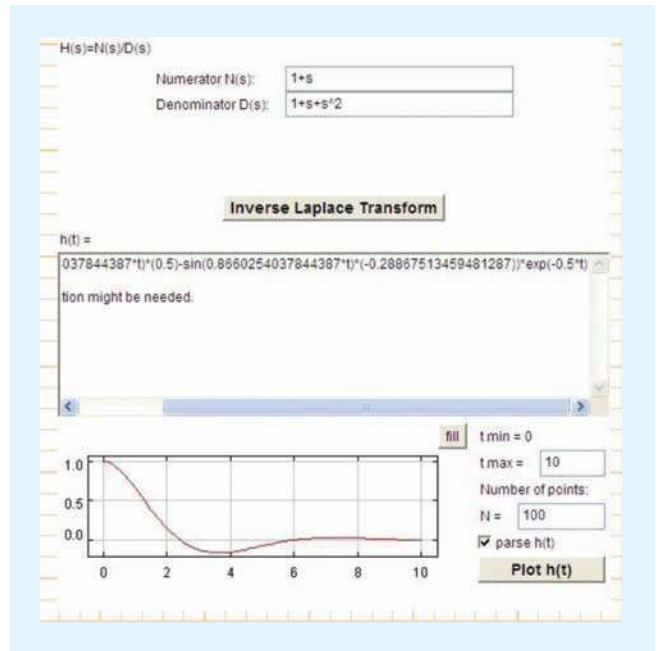 H(s)=N(s)/D(s)
Numerator N(s): 1+s
Denominator D(s): 1+s+s^2
Inverse Laplace Transform
h(t) =
037844387*t)*(0.5)-sin(0.8660254037844387*t)*(-0.28867513459481287))*exp(-0.5*t)
tion might be needed.
fill t min = 0
t max = 10
Number of points:
N = 100
parse h(t)
Plot h(t)
1.0
0.5
0.0
0 2 4 6 8 10